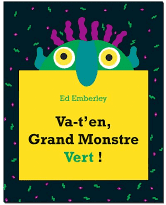 Ed Emberley
Va-t'en,
Grand Monstre
Vert !